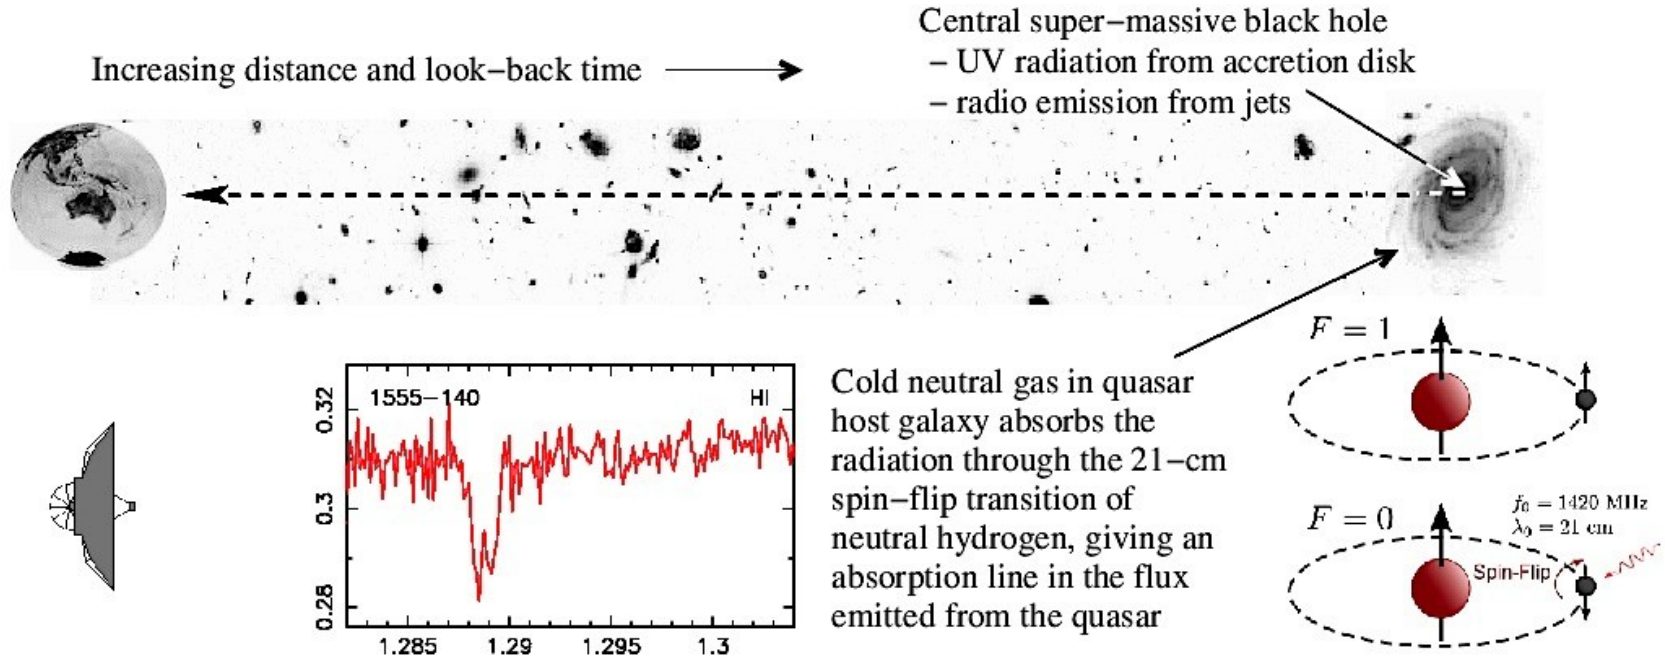 Central super−massive black hole
− UV radiation from accretion disk
− radio emission from jets
Increasing distance and look−back time
1555−140
HI
0.32
0.3
0.28
1.285
1.29
1.295
1.3
Cold neutral gas in quasar
host galaxy absorbs the
radiation through the 21−cm
spin−flip transition of
neutral hydrogen, giving an
absorption line in the flux
emitted from the quasar
F = 1
F = 0
f₀ = 1420 MHz
λ₀ = 21 cm
Spin-Flip